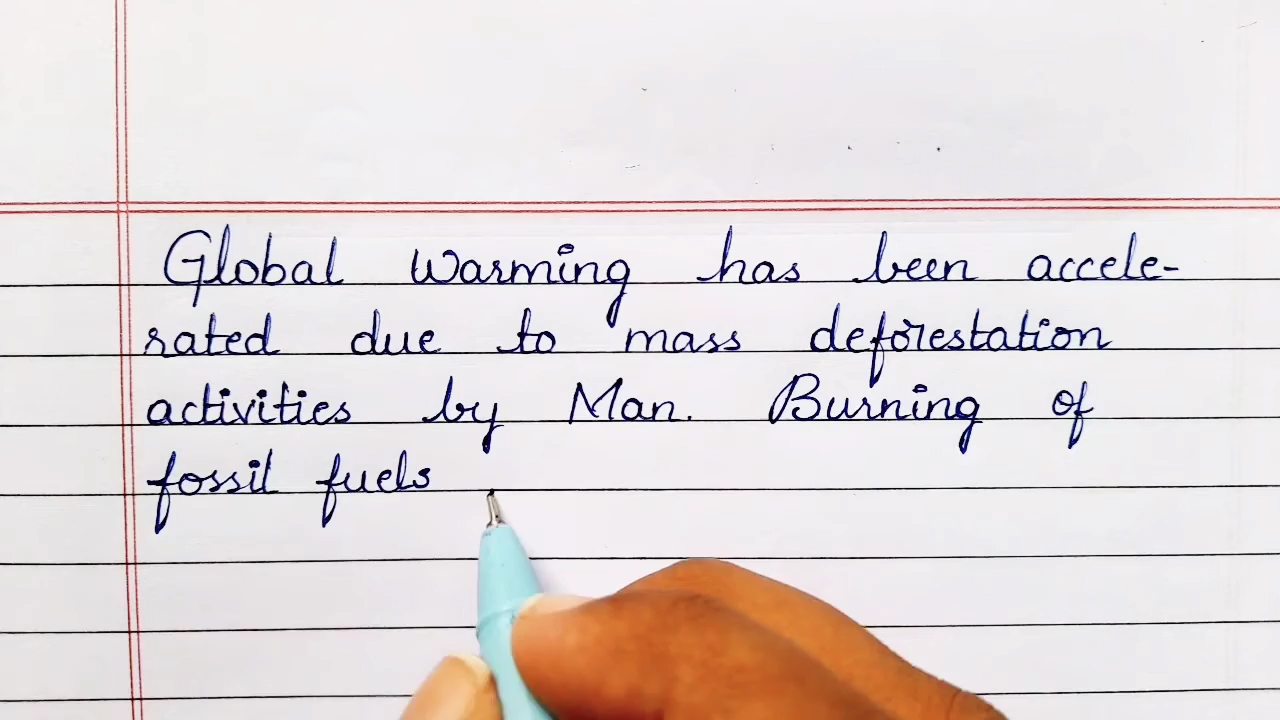 Global Warming has been accele-
rated due to mass deforestation
activities by Man. Burning of
fossil fuels